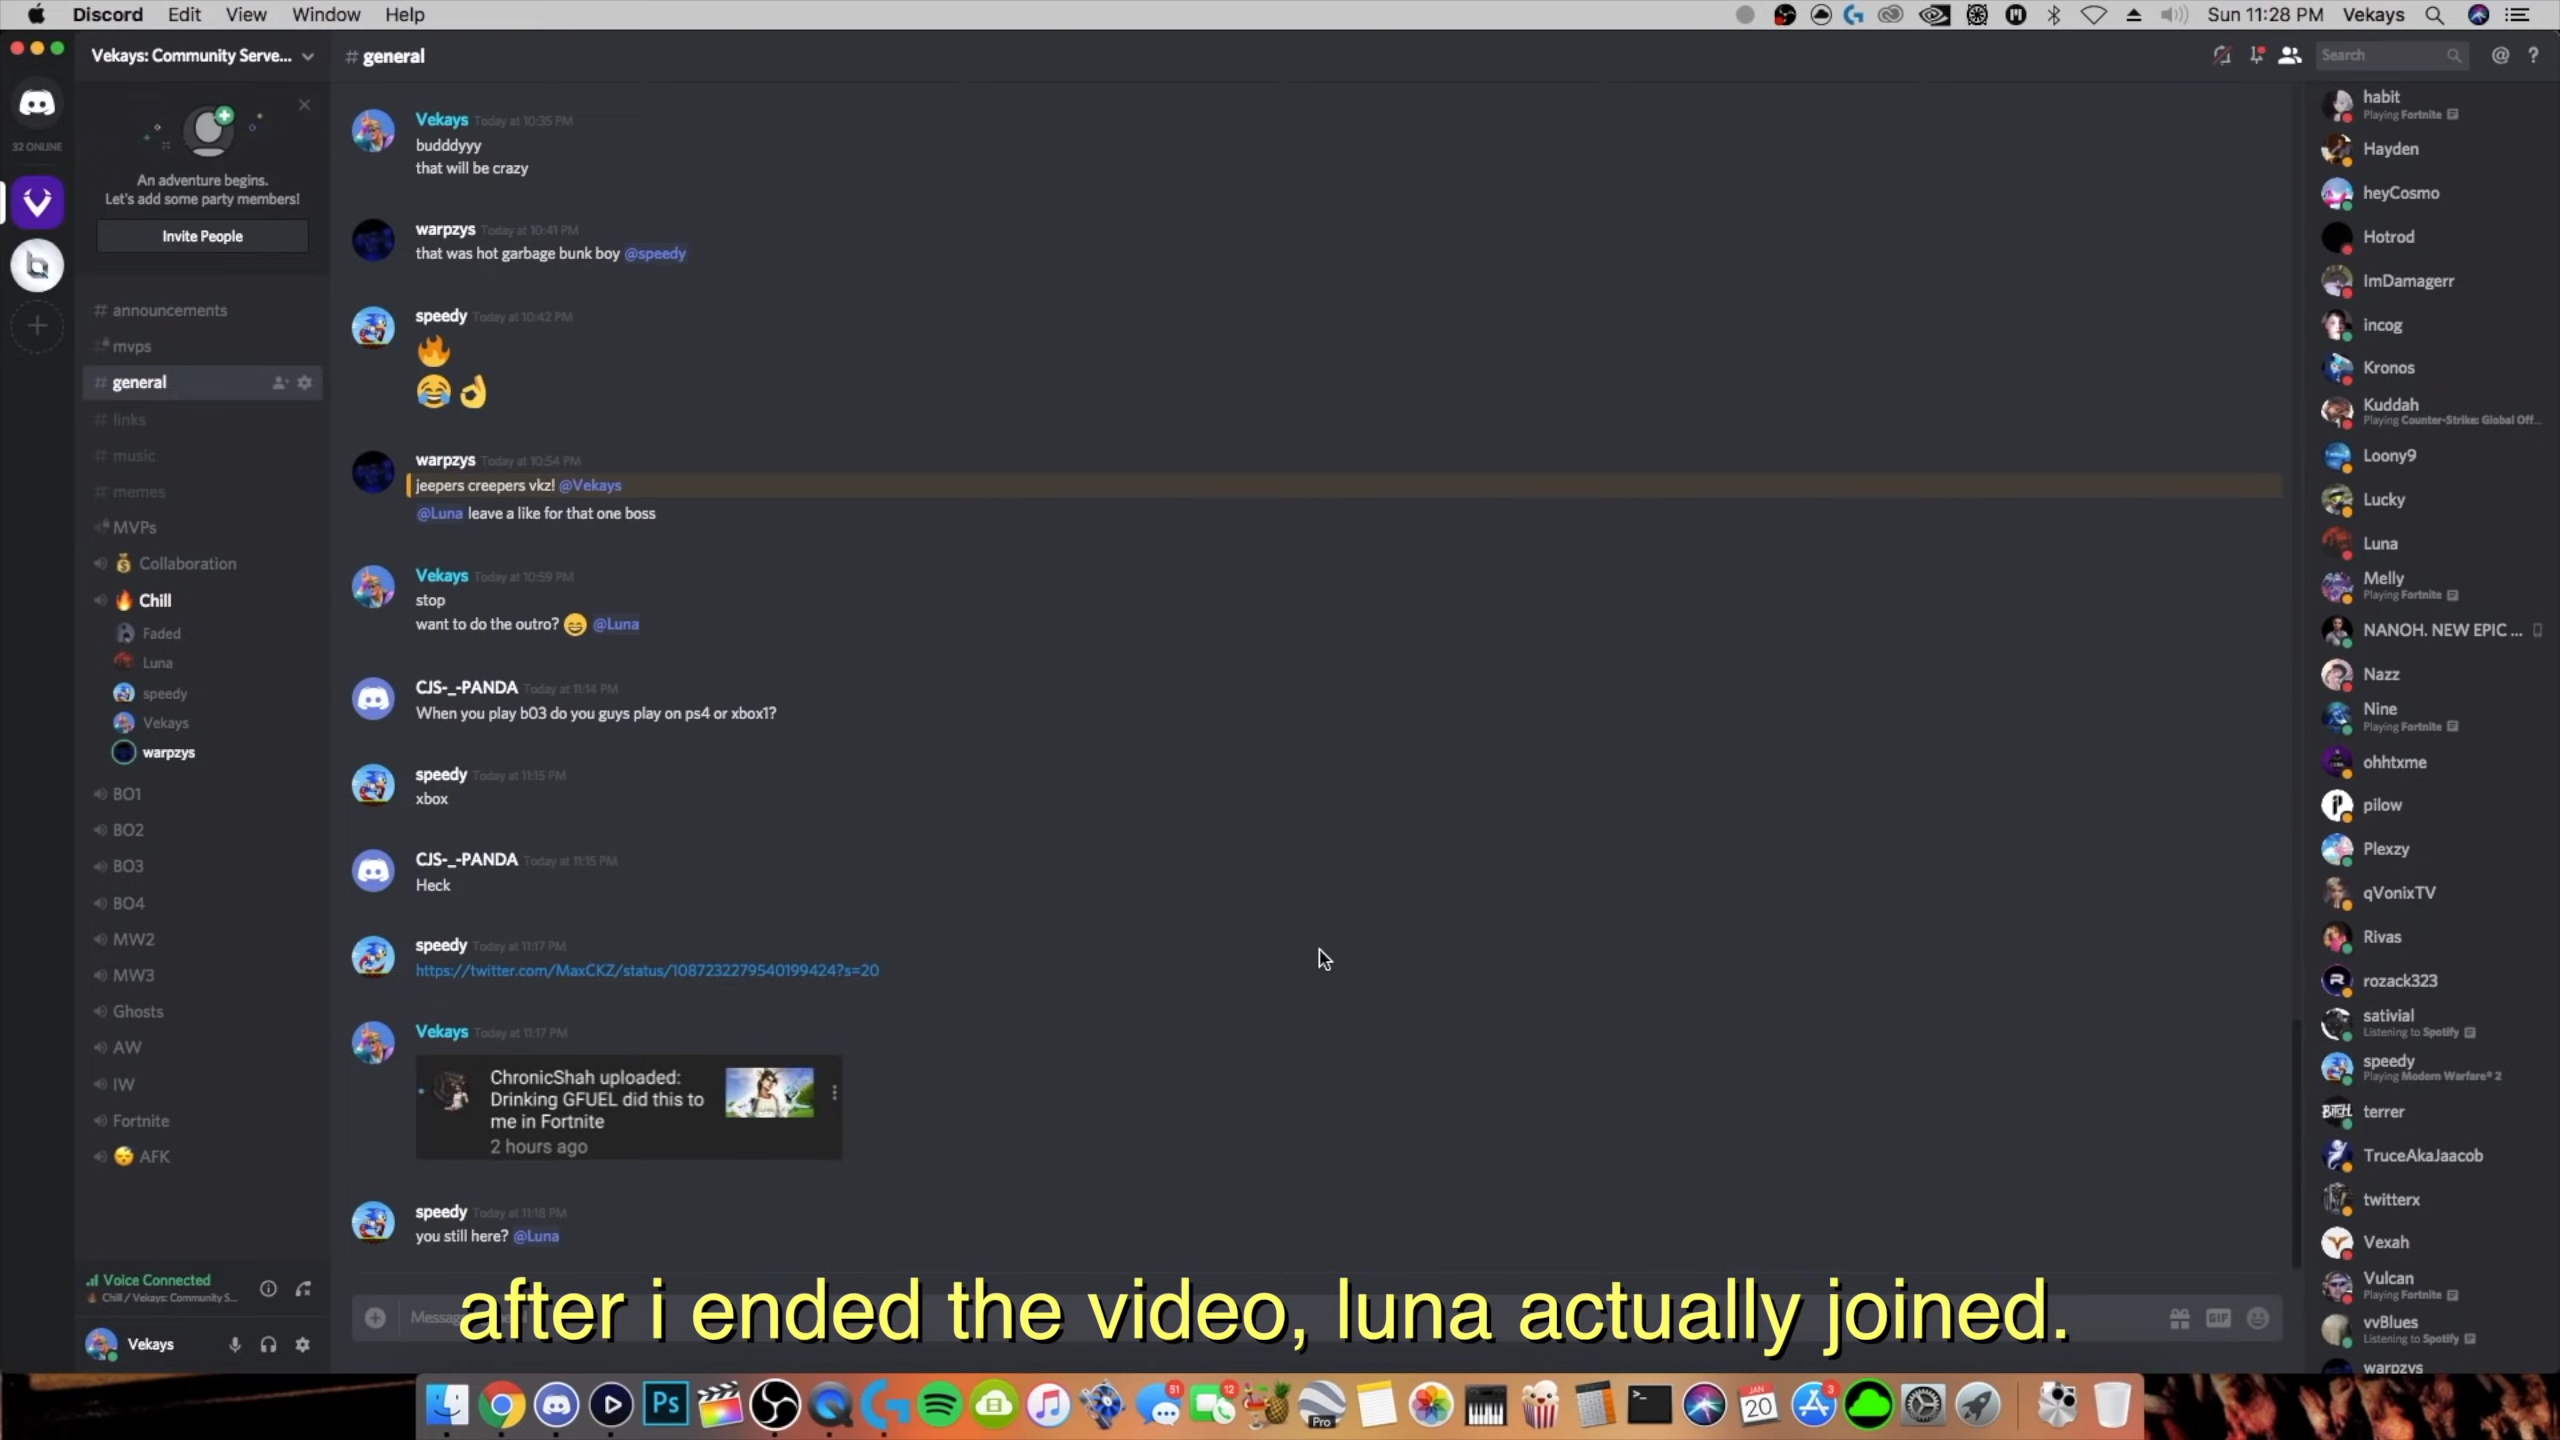 Discord Edit View Window Help
Sun 11:28 PM Vekays
Vekays: Community Serve...
# general
Search
@ ?
32 ONLINE
An adventure begins.
Let's add some party members!
Invite People
# announcements
mvps
# general
# links
# music
# memes
MVPs
Collaboration
Chill
Faded
Luna
speedy
Vekays
warpzys
BO1
BO2
BO3
BO4
MW2
MW3
Ghosts
AW
IW
Fortnite
AFK
Voice Connected
Chill / Vekays: Community S...
Vekays
Vekays Today at 10:35 PM
budddyyy
that will be crazy
warpzys Today at 10:41 PM
that was hot garbage bunk boy @speedy
speedy Today at 10:42 PM
🔥
😂👌
warpzys Today at 10:54 PM
jeepers creepers vkz! @Vekays
@Luna leave a like for that one boss
Vekays Today at 10:59 PM
stop
want to do the outro? 😄 @Luna
CJS-_-PANDA Today at 11:14 PM
When you play b03 do you guys play on ps4 or xbox1?
speedy Today at 11:15 PM
xbox
CJS-_-PANDA Today at 11:15 PM
Heck
speedy Today at 11:17 PM
https://twitter.com/MaxCKZ/status/1087232279540199424?s=20
Vekays Today at 11:17 PM
ChronicShah uploaded:
Drinking GFUEL did this to
me in Fortnite
2 hours ago
speedy Today at 11:18 PM
you still here? @Luna
GIF
after i ended the video, luna actually joined.
habit
Playing Fortnite
Hayden
heyCosmo
Hotrod
ImDamagerr
incog
Kronos
Kuddah
Playing Counter-Strike: Global Off...
Loony9
Lucky
Luna
Melly
Playing Fortnite
NANOH. NEW EPIC ...
Nazz
Nine
Playing Fortnite
ohhtxme
pilow
Plexzy
qVonixTV
Rivas
rozack323
sativial
Listening to Spotify
speedy
Playing Modern Warfare® 2
terrer
TruceAkaJaacob
twitterx
Vexah
Vulcan
Playing Fortnite
vvBlues
Listening to Spotify
warpzys
Ps
51
12
Pro
JAN
20
3